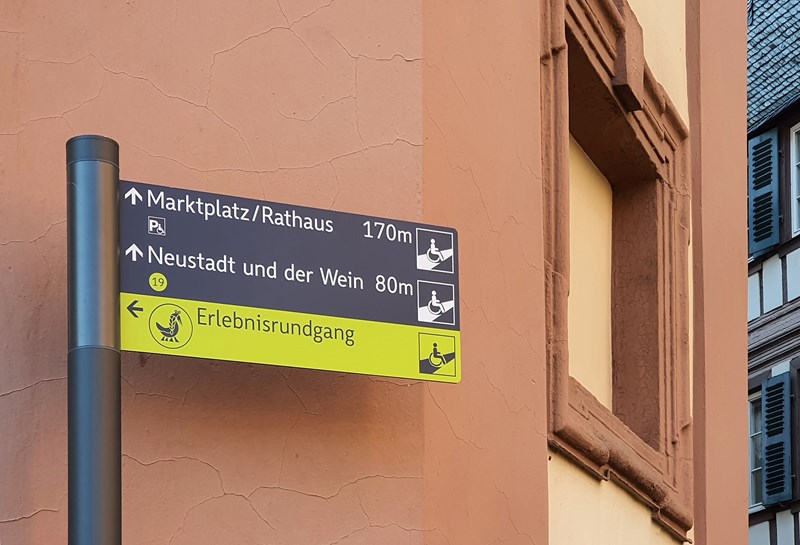 Marktplatz/Rathaus 170m
P
Neustadt und der Wein 80m
19
Erlebnisrundgang